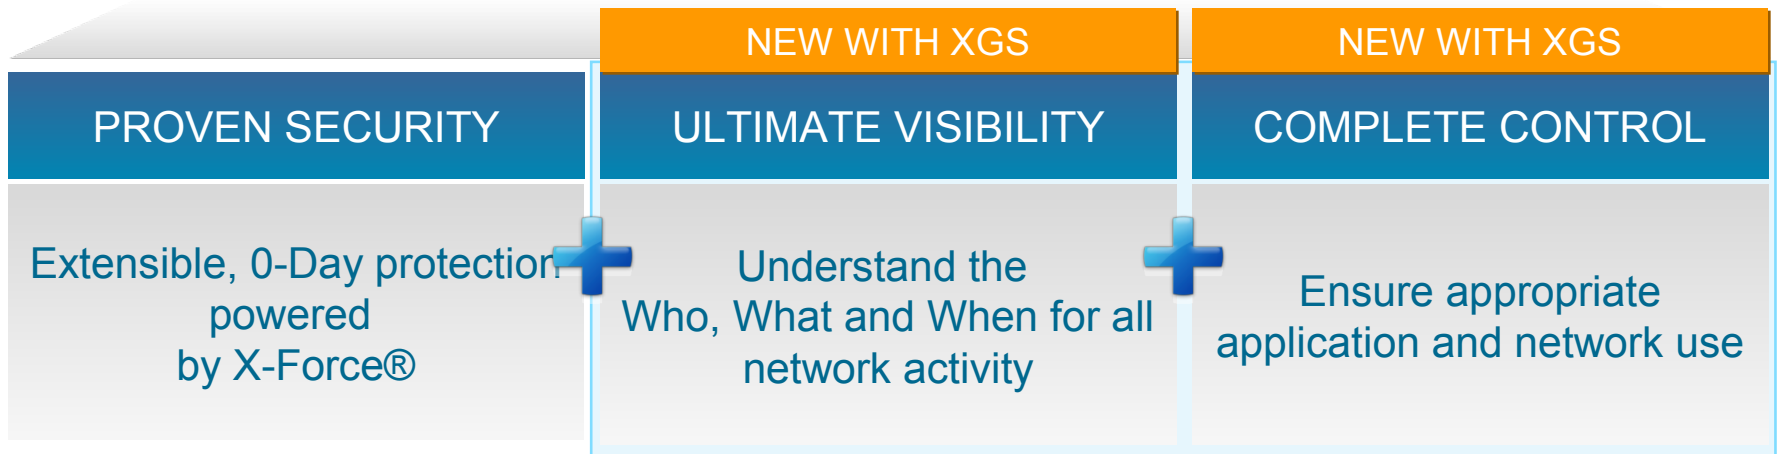 NEW WITH XGS
NEW WITH XGS
PROVEN SECURITY
ULTIMATE VISIBILITY
COMPLETE CONTROL
Extensible, 0-Day protection
powered
by X-Force®
Understand the
Who, What and When for all
network activity
Ensure appropriate
application and network use